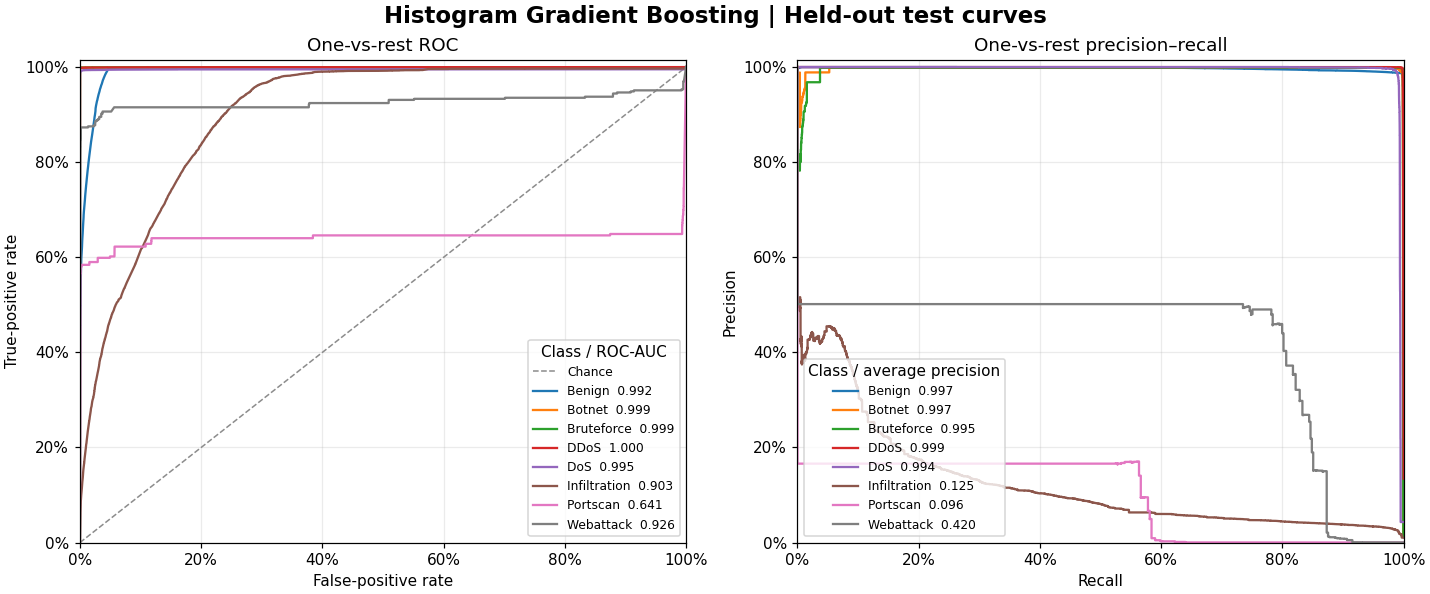 Histogram Gradient Boosting | Held-out test curves
One-vs-rest ROC
100%
80%
60%
40%
20%
0%
True-positive rate
0%
20%
40%
60%
80%
100%
False-positive rate
Class / ROC-AUC
Chance
Benign 0.992
Botnet 0.999
Bruteforce 0.999
DDoS 1.000
DoS 0.995
Infiltration 0.903
Portscan 0.641
Webattack 0.926
One-vs-rest precision–recall
100%
80%
60%
40%
20%
0%
Precision
0%
20%
40%
60%
80%
100%
Recall
Class / average precision
Benign 0.997
Botnet 0.997
Bruteforce 0.995
DDoS 0.999
DoS 0.994
Infiltration 0.125
Portscan 0.096
Webattack 0.420